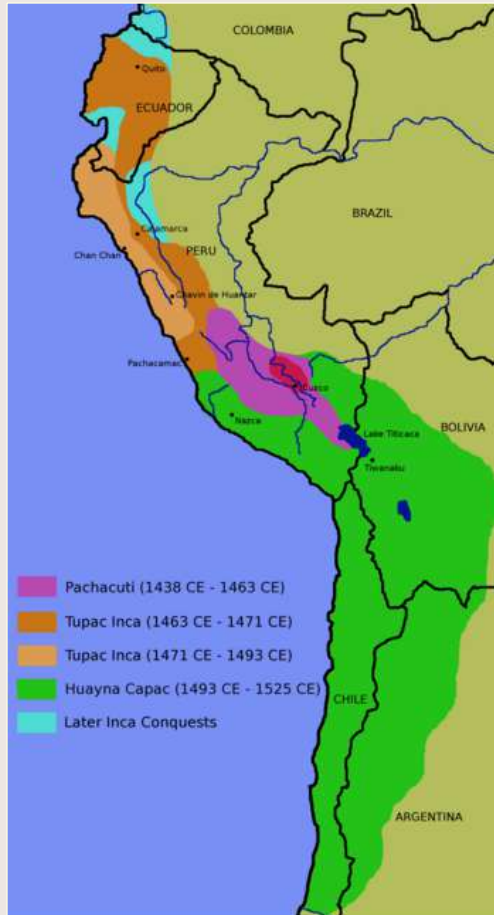 COLOMBIA
Quito
ECUADOR
BRAZIL
Cajamarca
PERU
Chan Chan
Chavin de Huantar
Pachacamac
Cuzco
Nazca
Lake Titicaca
BOLIVIA
Tiwanaku
Pachacuti (1438 CE - 1463 CE)
Tupac Inca (1463 CE - 1471 CE)
Tupac Inca (1471 CE - 1493 CE)
Huayna Capac (1493 CE - 1525 CE)
CHILE
Later Inca Conquests
ARGENTINA